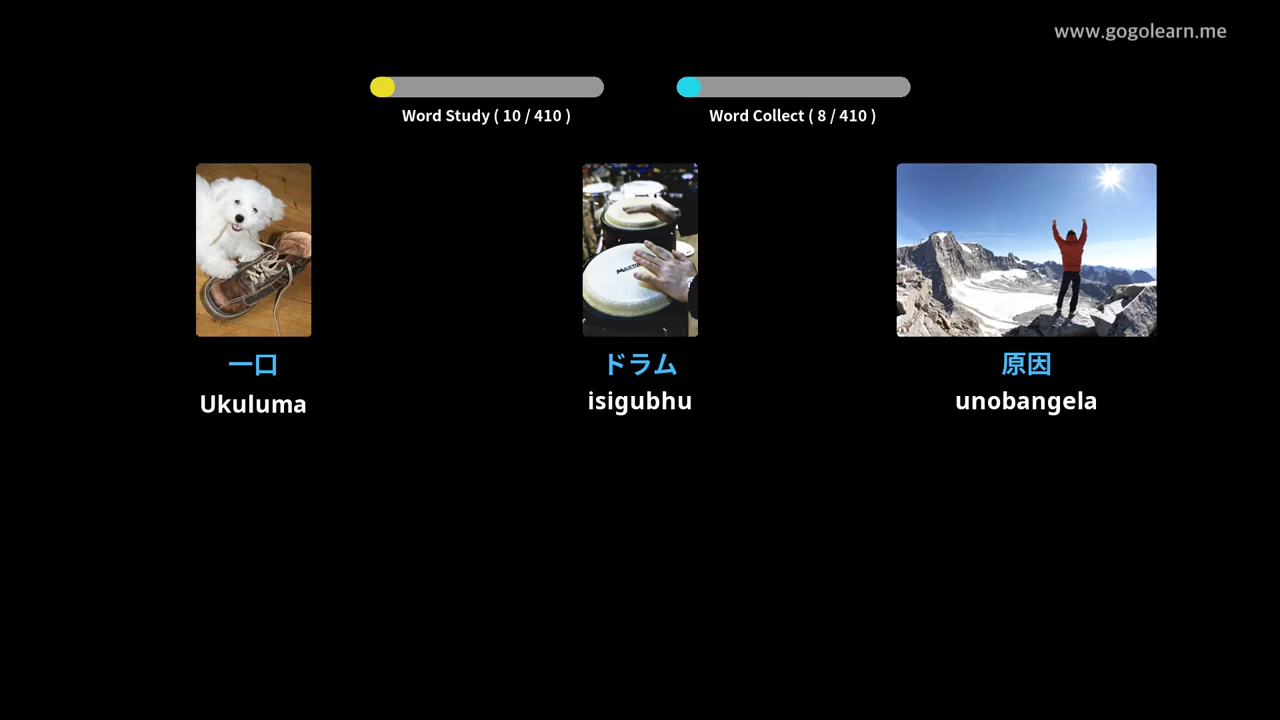 www.gogolearn.me
Word Study ( 10 / 410 )
Word Collect ( 8 / 410 )
一口
ドラム
原因
Ukuluma
isigubhu
unobangela